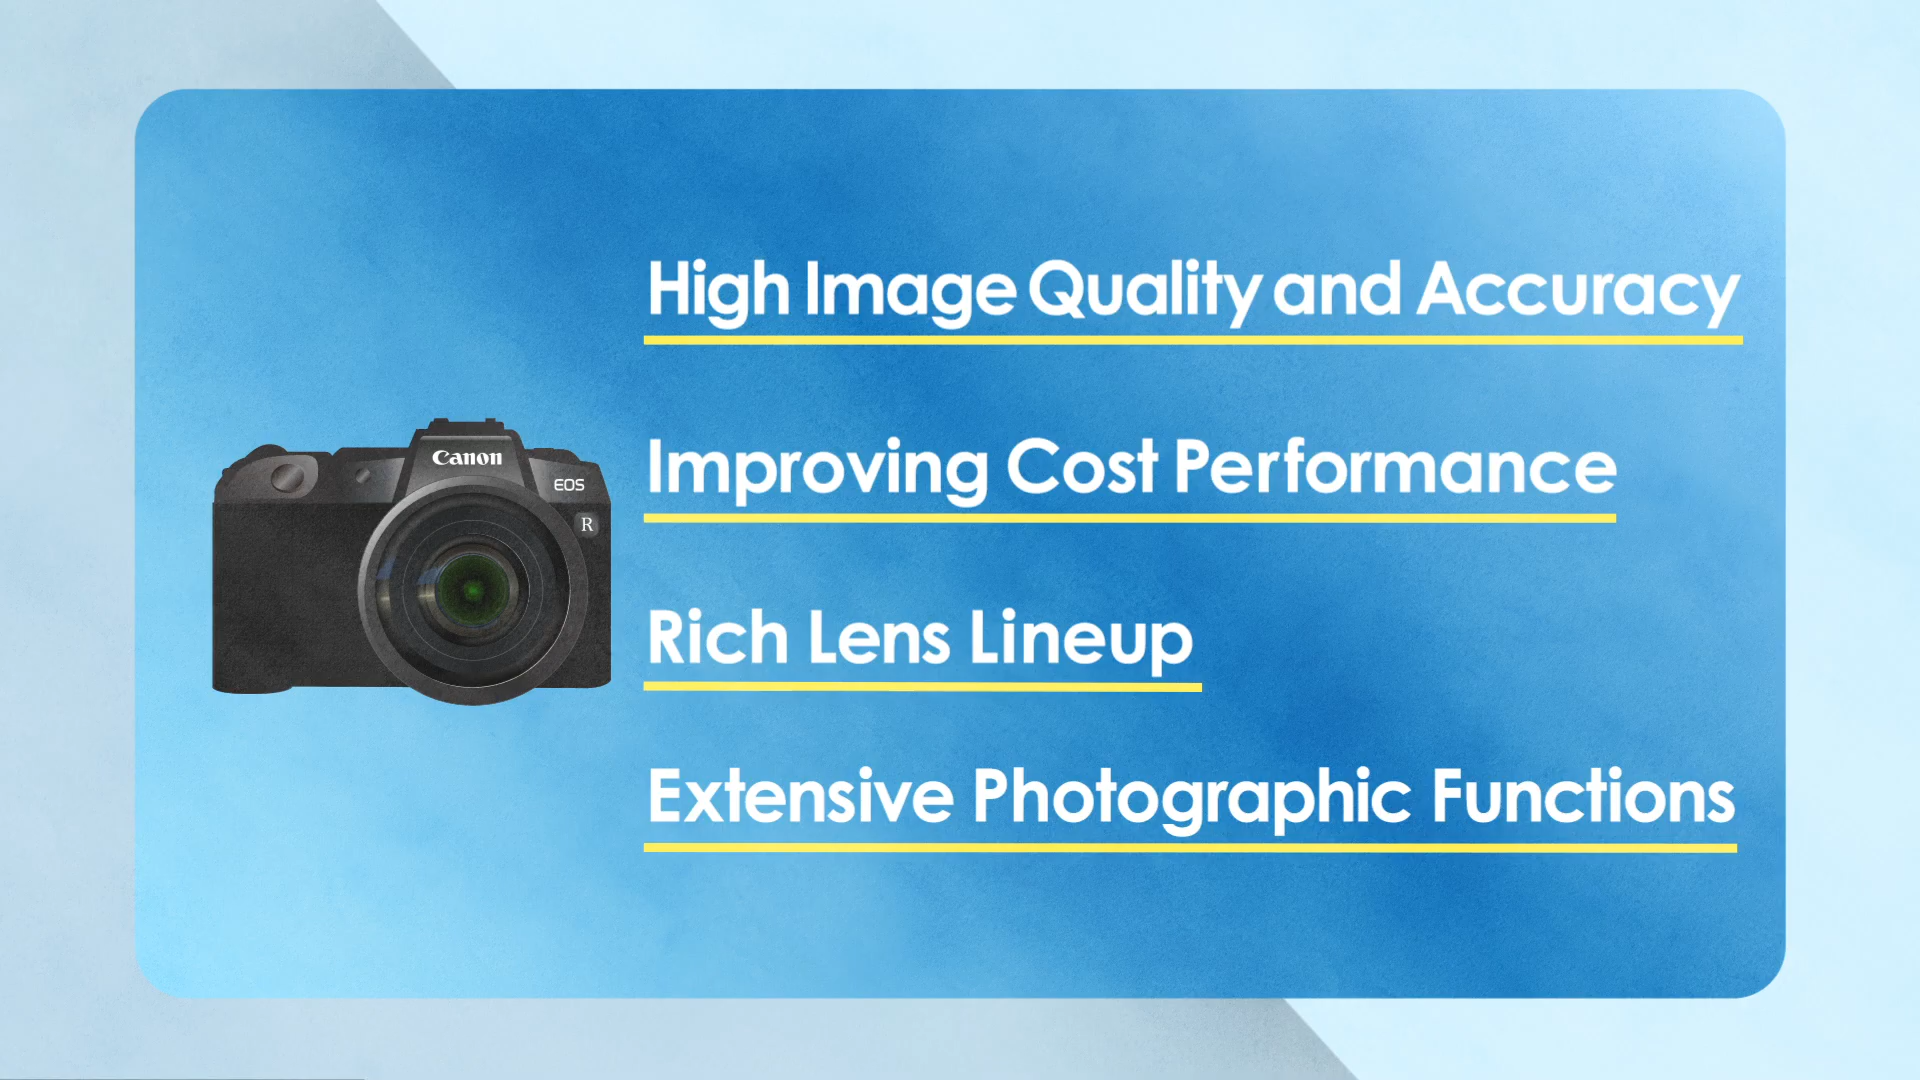 High Image Quality and Accuracy
Improving Cost Performance
Rich Lens Lineup
Extensive Photographic Functions
Canon
EOS
R